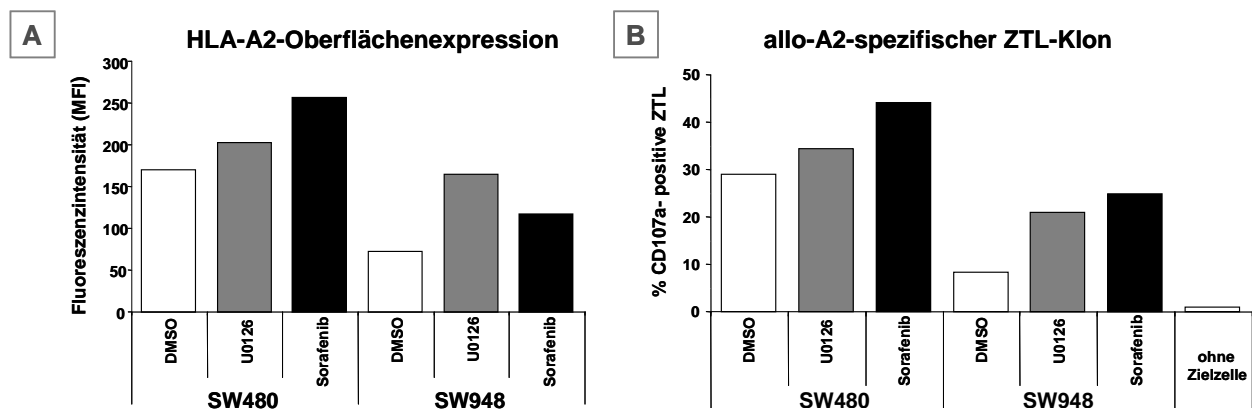 A
HLA-A2-Oberflächenexpression
Fluoreszenzintensität (MFI)
300
250
200
150
100
50
0
DMSO
U0126
Sorafenib
DMSO
U0126
Sorafenib
SW480
SW948
B
allo-A2-spezifischer ZTL-Klon
% CD107a- positive ZTL
50
40
30
20
10
0
DMSO
U0126
Sorafenib
DMSO
U0126
Sorafenib
ohne
Zielzelle
SW480
SW948